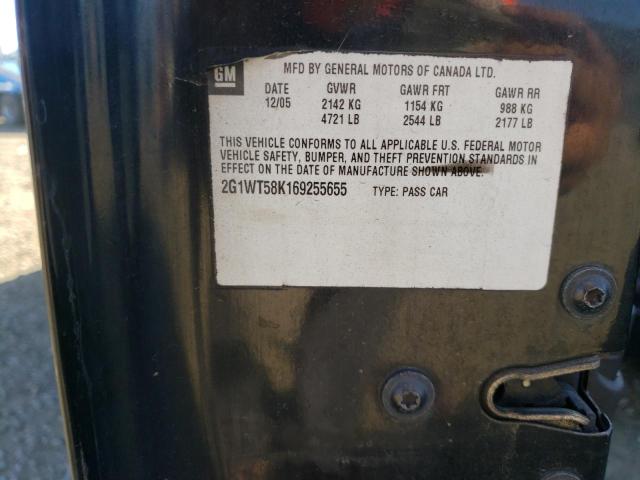 GM
MFD BY GENERAL MOTORS OF CANADA LTD.
DATE GVWR GAWR FRT GAWR RR
12/05 2142 KG 1154 KG 988 KG
4721 LB 2544 LB 2177 LB
THIS VEHICLE CONFORMS TO ALL APPLICABLE U.S. FEDERAL MOTOR
VEHICLE SAFETY, BUMPER, AND THEFT PREVENTION STANDARDS IN
EFFECT ON THE DATE OF MANUFACTURE SHOWN ABOVE.
2G1WT58K169255655 TYPE: PASS CAR